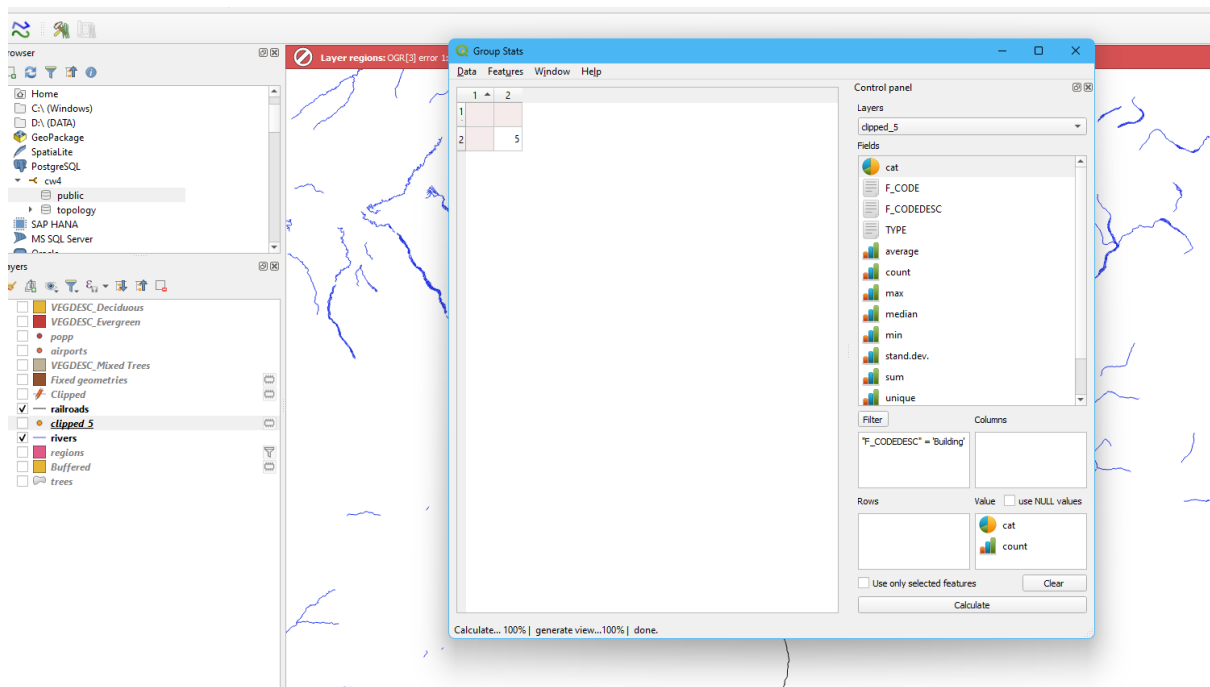 rowser
Home
C:\ (Windows)
D:\ (DATA)
GeoPackage
SpatiaLite
PostgreSQL
cw4
public
topology
SAP HANA
MS SQL Server
Oracle
ayers
VEGDESC_Deciduous
VEGDESC_Evergreen
popp
airports
VEGDESC_Mixed Trees
Fixed geometries
Clipped
railroads
clipped_5
rivers
regions
Buffered
trees
Layer regions: OGR[3] error 1:
Group Stats
Data Features Window Help
1 2
1
2 5
Control panel
Layers
clipped_5
Fields
cat
F_CODE
F_CODEDESC
TYPE
average
count
max
median
min
stand.dev.
sum
unique
Filter Columns
"F_CODEDESC" = 'Building'
Rows Value use NULL values
cat
count
Use only selected features Clear
Calculate
Calculate... 100% | generate view...100% | done.